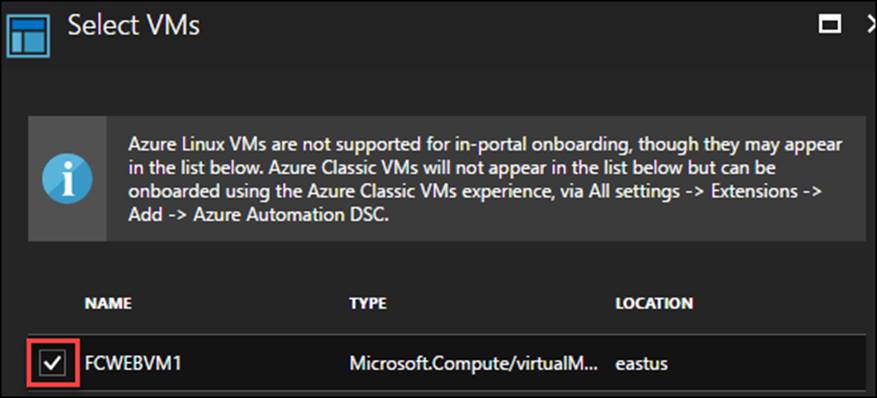 Select VMs
Azure Linux VMs are not supported for in-portal onboarding, though they may appear
in the list below. Azure Classic VMs will not appear in the list below but can be
onboarded using the Azure Classic VMs experience, via All settings -> Extensions ->
Add -> Azure Automation DSC.
NAME TYPE LOCATION
FCWEBVM1 Microsoft.Compute/virtualM... eastus